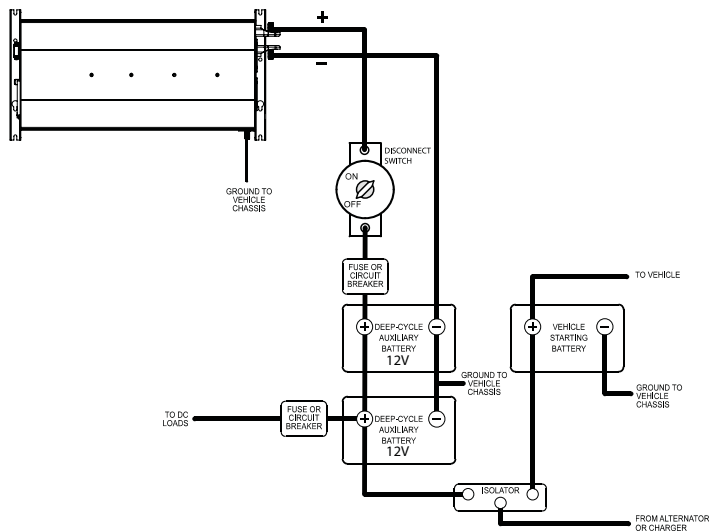 +
−
DISCONNECT
SWITCH
ON
OFF
GROUND TO
VEHICLE
CHASSIS
FUSE OR
CIRCUIT
BREAKER
TO VEHICLE
+
DEEP-CYCLE
AUXILIARY
BATTERY
12V
−
+
VEHICLE
STARTING
BATTERY
−
GROUND TO
VEHICLE
CHASSIS
GROUND TO
VEHICLE
CHASSIS
TO DC
LOADS
FUSE OR
CIRCUIT
BREAKER
+
DEEP-CYCLE
AUXILIARY
BATTERY
12V
−
ISOLATOR
FROM ALTERNATOR
OR CHARGER